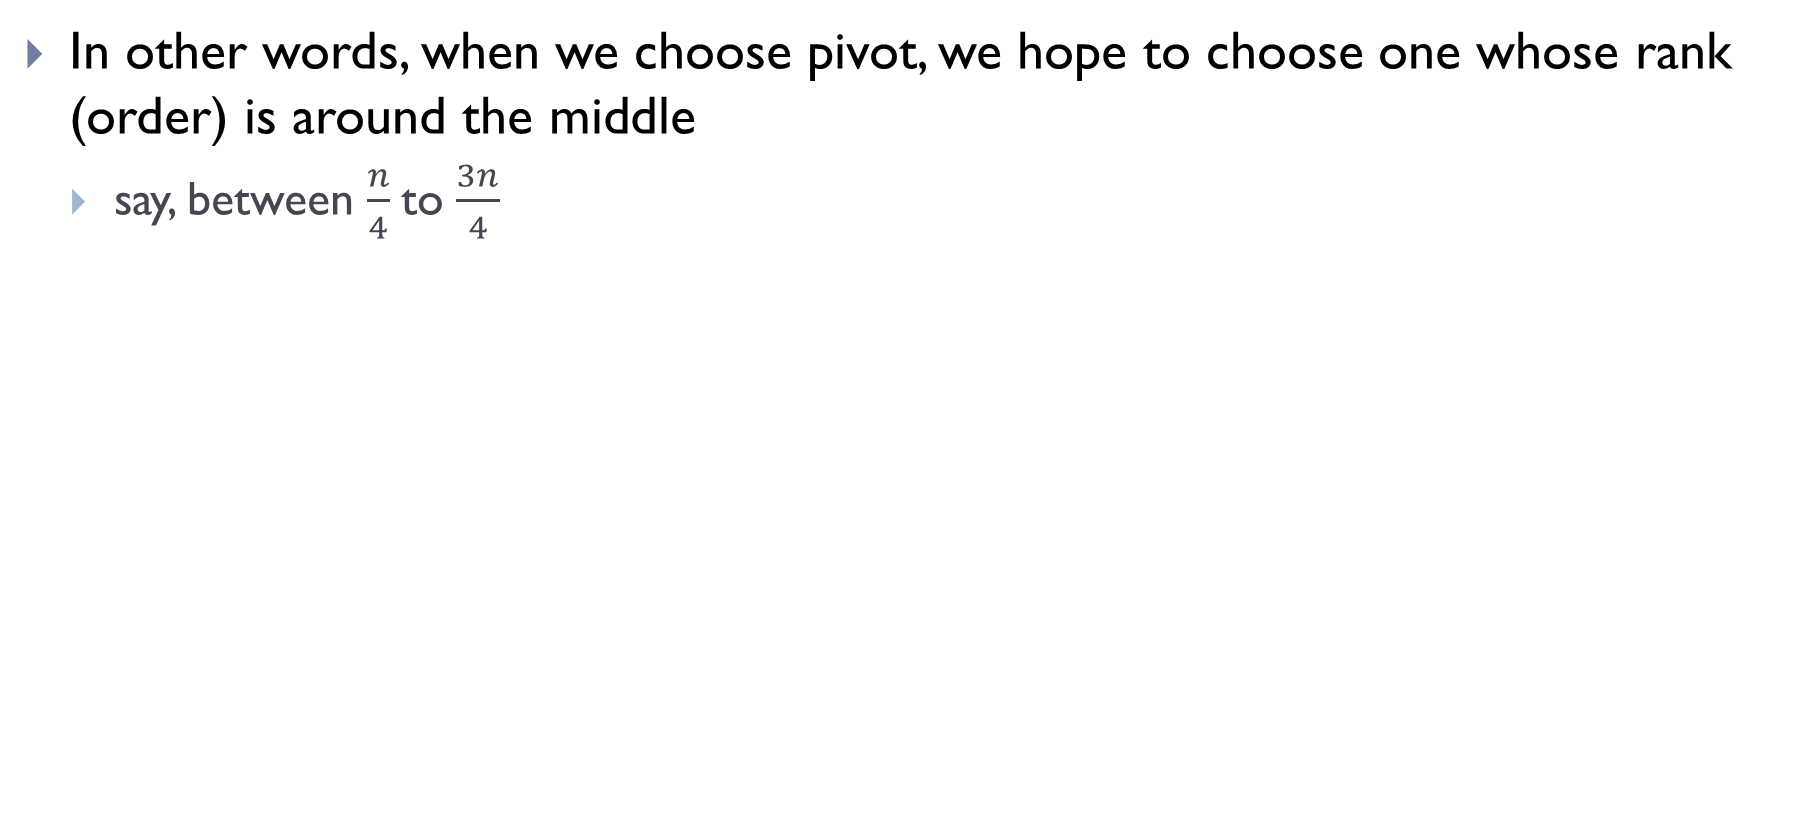 In other words, when we choose pivot, we hope to choose one whose rank
(order) is around the middle
say, between n/4 to 3n/4